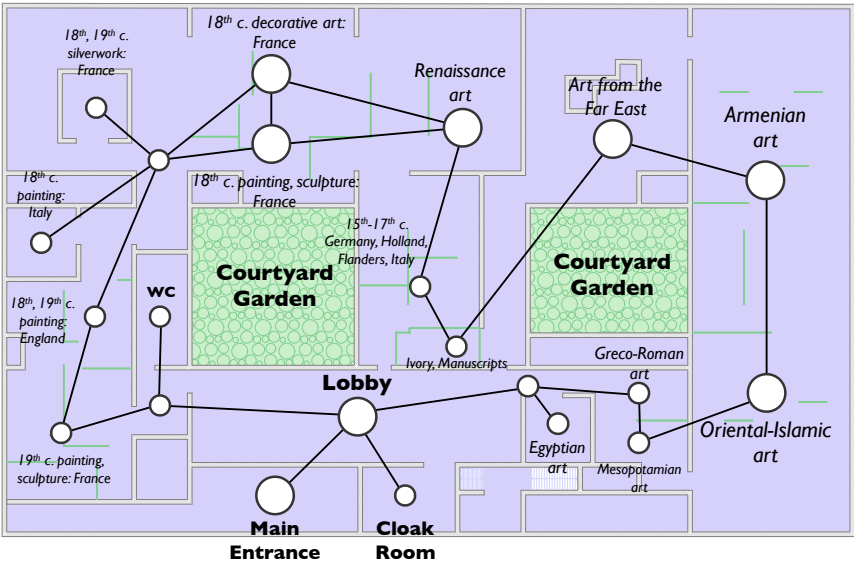 18th, 19th c.
silverwork:
France
18th c. decorative art:
France
Renaissance
art
Art from the
Far East
Armenian
art
18th c.
painting:
Italy
18th c. painting, sculpture:
France
15th-17th c.
Germany, Holland,
Flanders, Italy
Courtyard
Garden
Courtyard
Garden
18th, 19th c.
painting:
England
WC
Ivory, Manuscripts
Greco-Roman
art
Lobby
19th c. painting,
sculpture: France
Egyptian
art
Mesopotamian
art
Oriental-Islamic
art
Main
Entrance
Cloak
Room